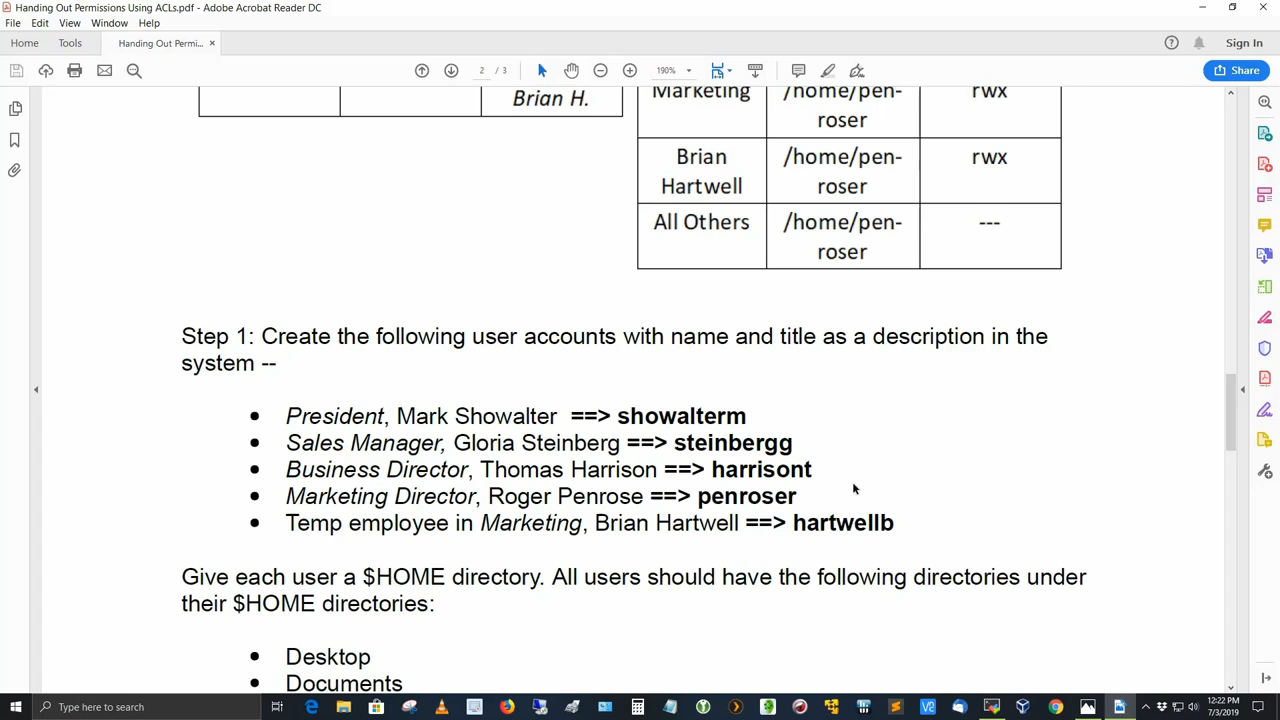 Handing Out Permissions Using ACLs.pdf - Adobe Acrobat Reader DC
File Edit View Window Help
Home Tools Handing Out Permi... × Sign In
2 / 3 190% Share
Brian H.
Marketing /home/pen-roser rwx
Brian Hartwell /home/pen-roser rwx
All Others /home/pen-roser ---
Step 1: Create the following user accounts with name and title as a description in the
system --
• President, Mark Showalter ==> showalterm
• Sales Manager, Gloria Steinberg ==> steinbergg
• Business Director, Thomas Harrison ==> harrisont
• Marketing Director, Roger Penrose ==> penroser
• Temp employee in Marketing, Brian Hartwell ==> hartwellb
Give each user a $HOME directory. All users should have the following directories under
their $HOME directories:
• Desktop
• Documents
Type here to search
12:22 PM
7/3/2019